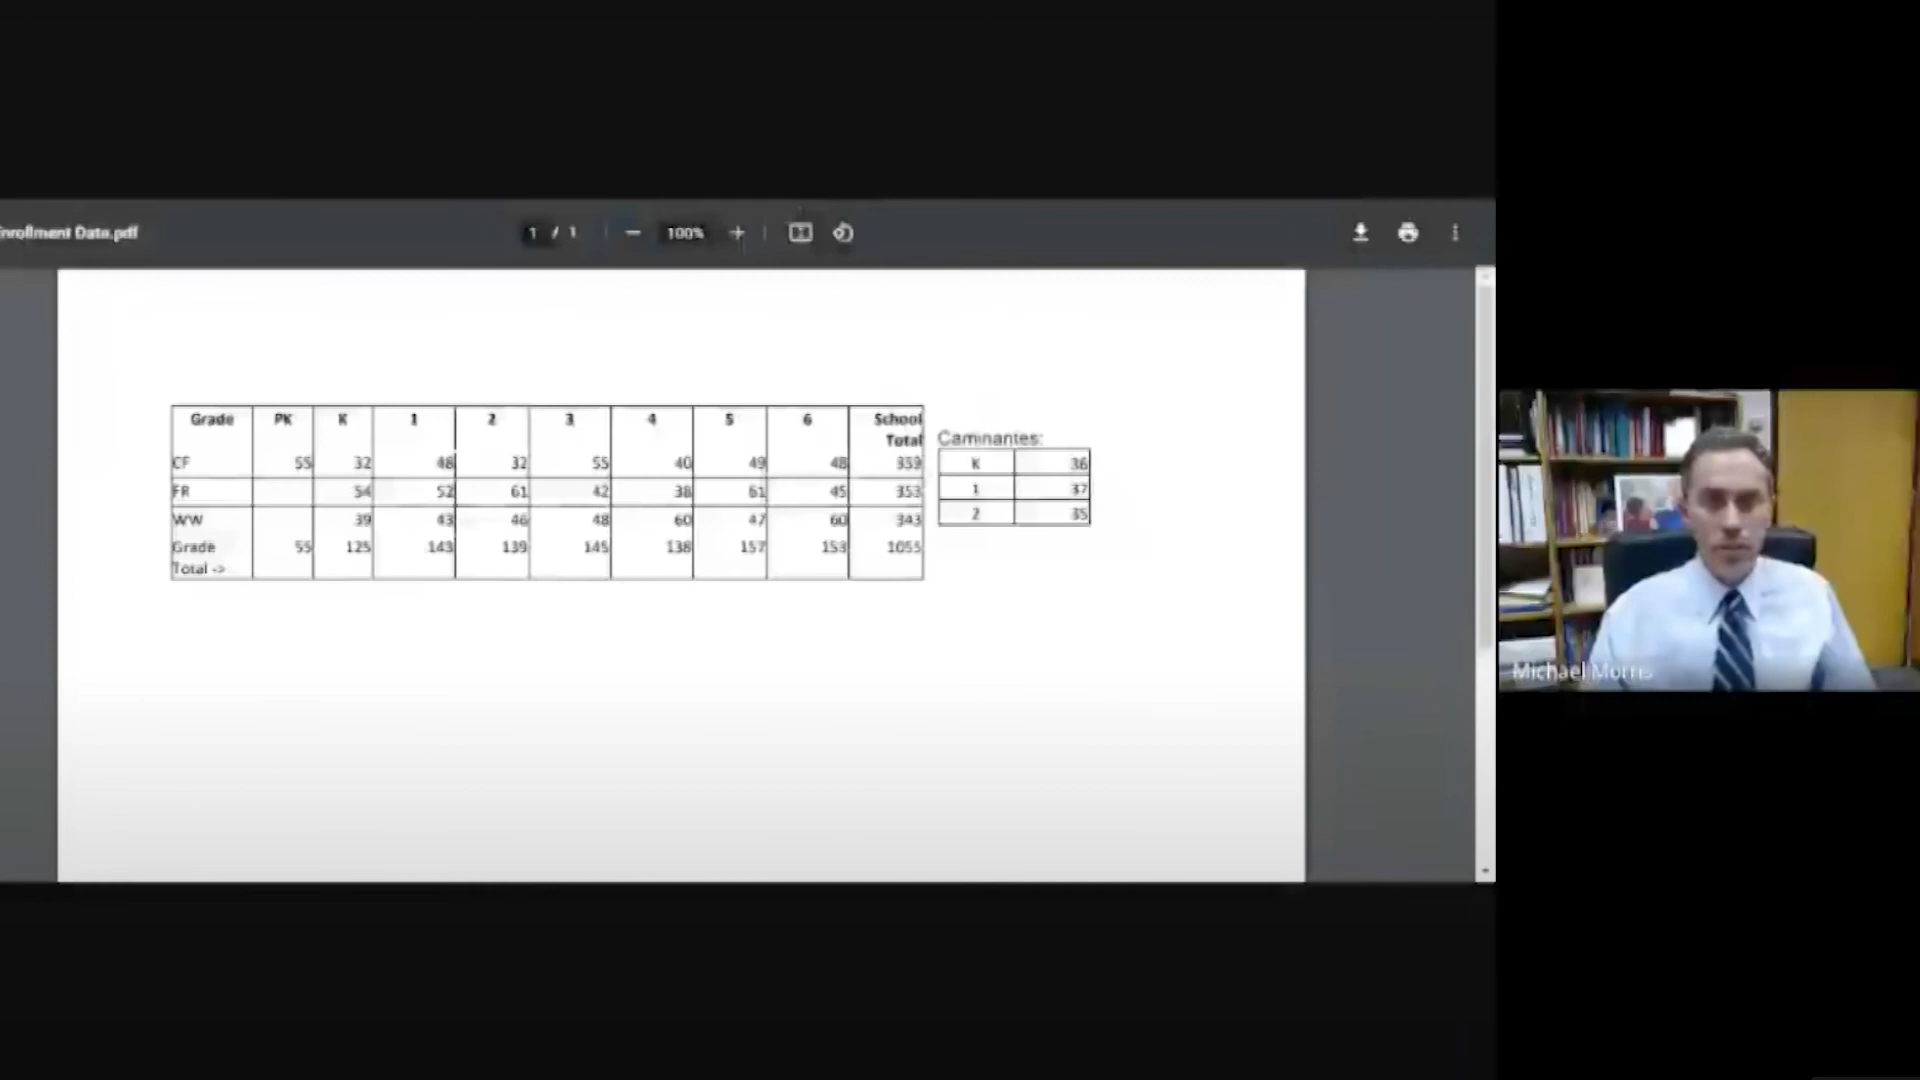 nrollment Data.pdf
1 / 1
100%
Grade PK K 1 2 3 4 5 6 School Total
CF 55 32 48 32 55 40 49 48 359
FR 54 52 61 42 38 61 45 353
WW 39 43 46 48 60 47 60 343
Grade Total -> 55 125 143 139 145 138 157 153 1055
Caminantes:
K 36
1 37
2 35
Michael Morris